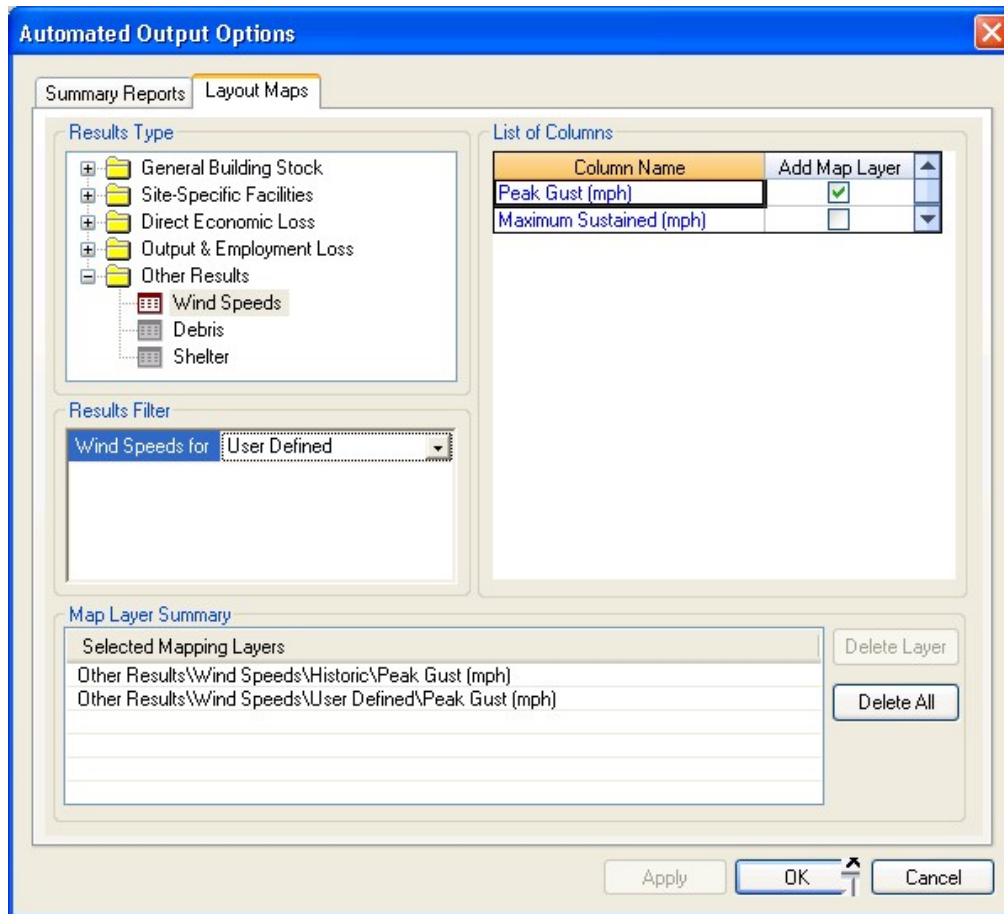 Automated Output Options
Summary Reports
Layout Maps
Results Type
General Building Stock
Site-Specific Facilities
Direct Economic Loss
Output & Employment Loss
Other Results
Wind Speeds
Debris
Shelter
List of Columns
Column Name Add Map Layer
Peak Gust (mph)
Maximum Sustained (mph)
Results Filter
Wind Speeds for User Defined
Map Layer Summary
Selected Mapping Layers
Other Results\Wind Speeds\Historic\Peak Gust (mph)
Other Results\Wind Speeds\User Defined\Peak Gust (mph)
Delete Layer
Delete All
Apply
OK
Cancel